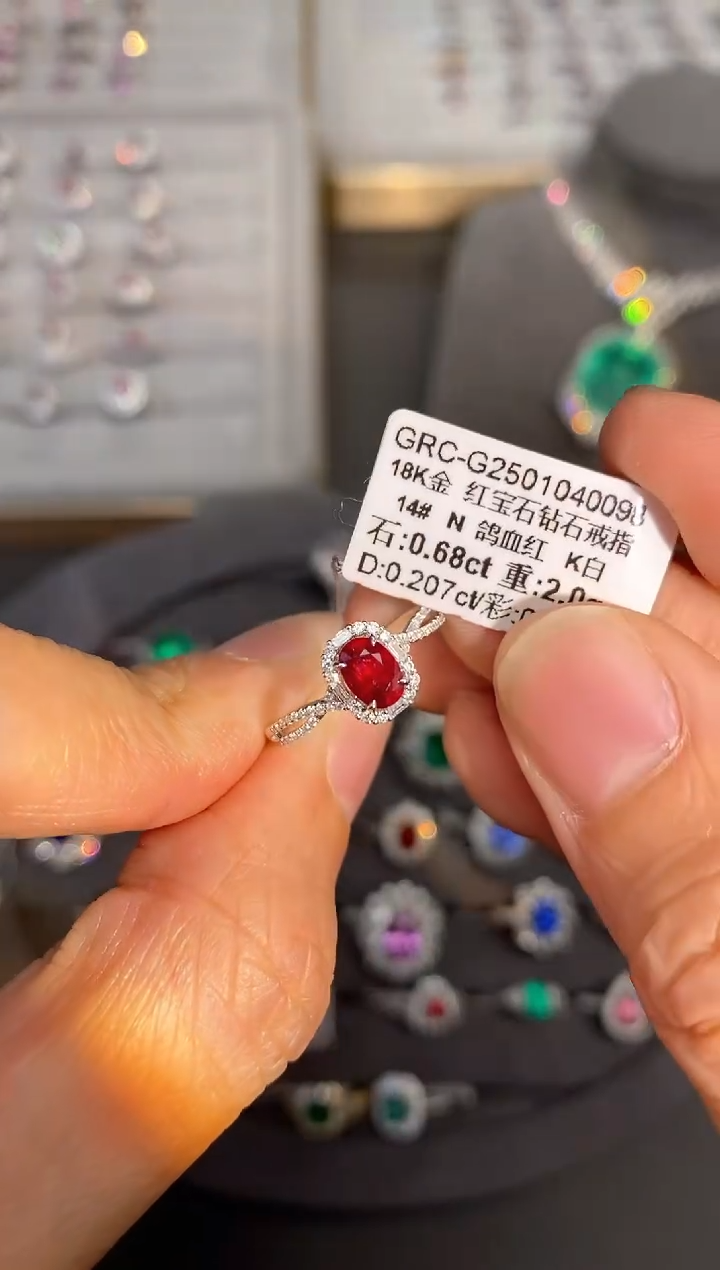 GRC-G2501040098
18K金 红宝石钻石戒指
14# N 鸽血红 K白
石:0.68ct 重:2.0
D:0.207ct/彩: